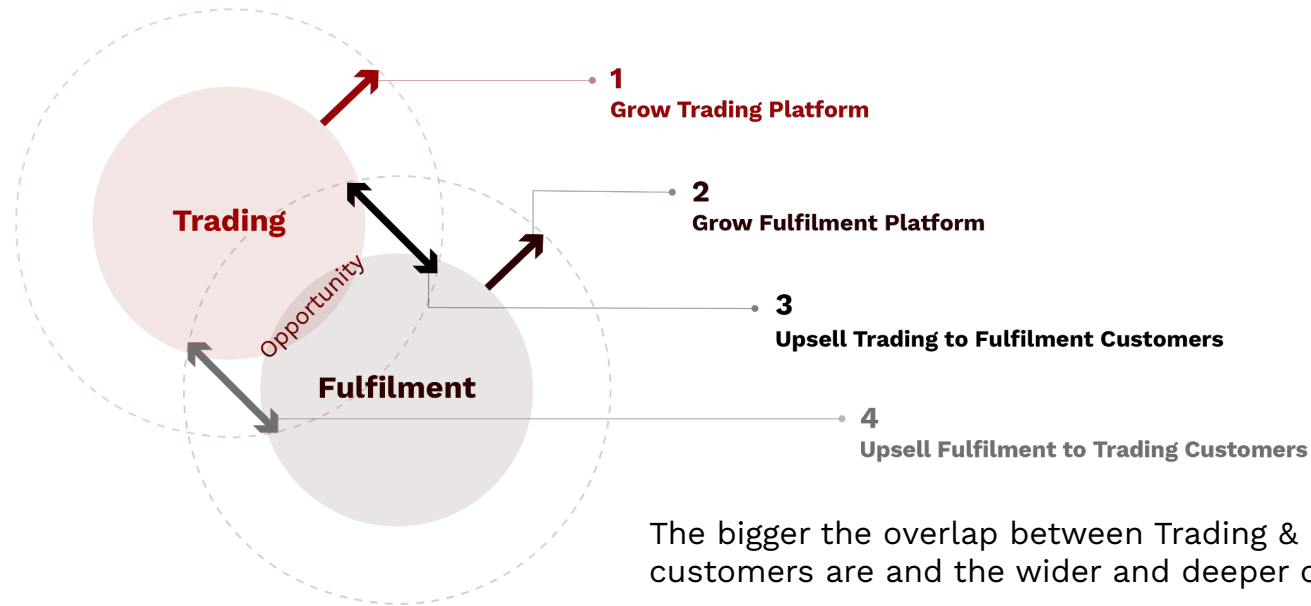 1
Grow Trading Platform
2
Grow Fulfilment Platform
Trading
Opportunity
3
Upsell Trading to Fulfilment Customers
Fulfilment
4
Upsell Fulfilment to Trading Customers
The bigger the overlap between Trading &
customers are and the wider and deeper